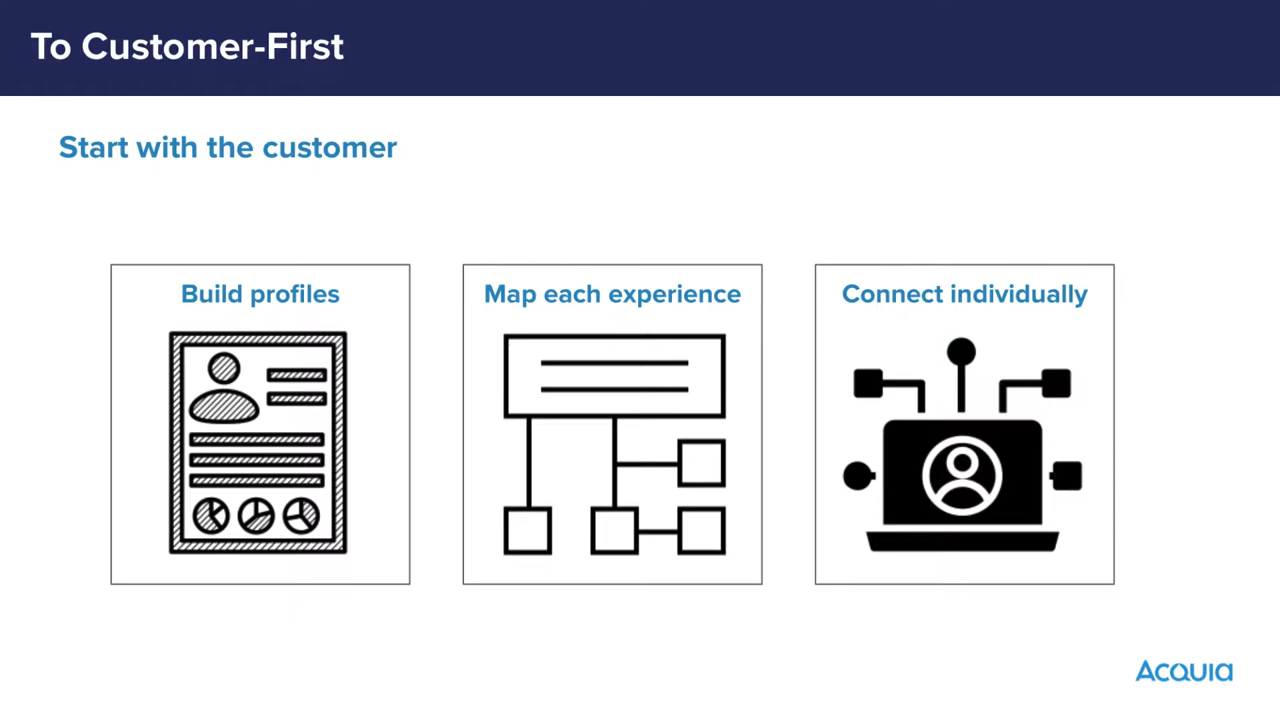 To Customer-First
Start with the customer
Build profiles
Map each experience
Connect individually
Acquia